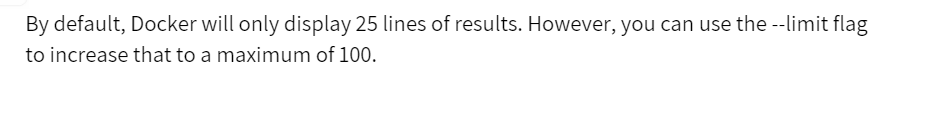 By default, Docker will only display 25 lines of results. However, you can use the --limit flag
to increase that to a maximum of 100.